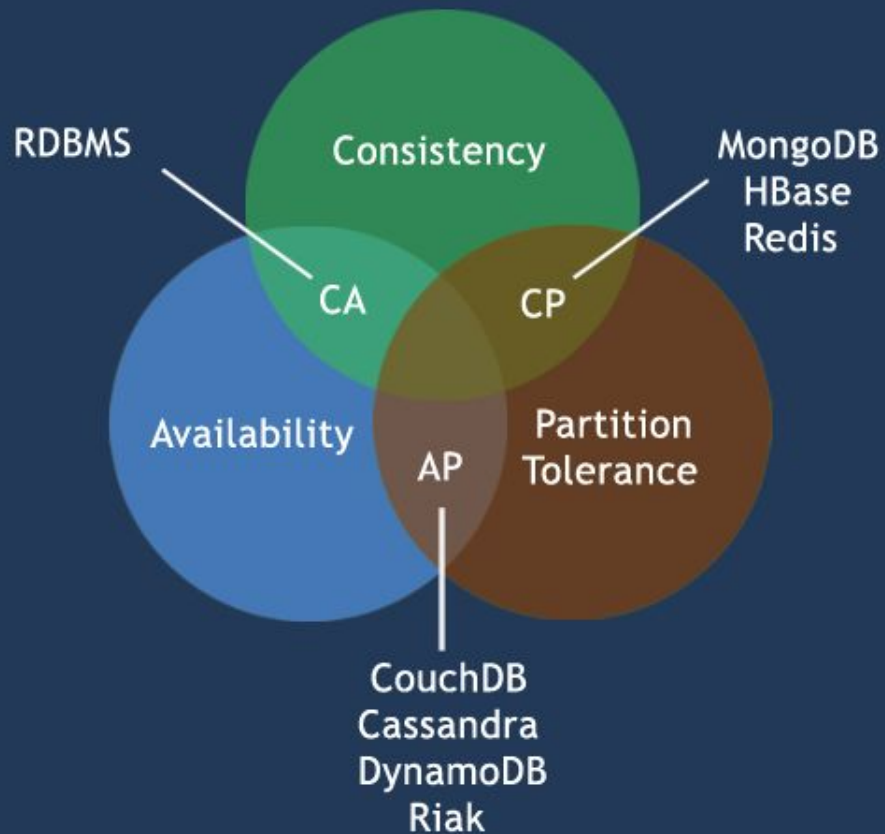 RDBMS
Consistency
MongoDB
HBase
Redis
CA
CP
Availability
Partition
Tolerance
AP
CouchDB
Cassandra
DynamoDB
Riak